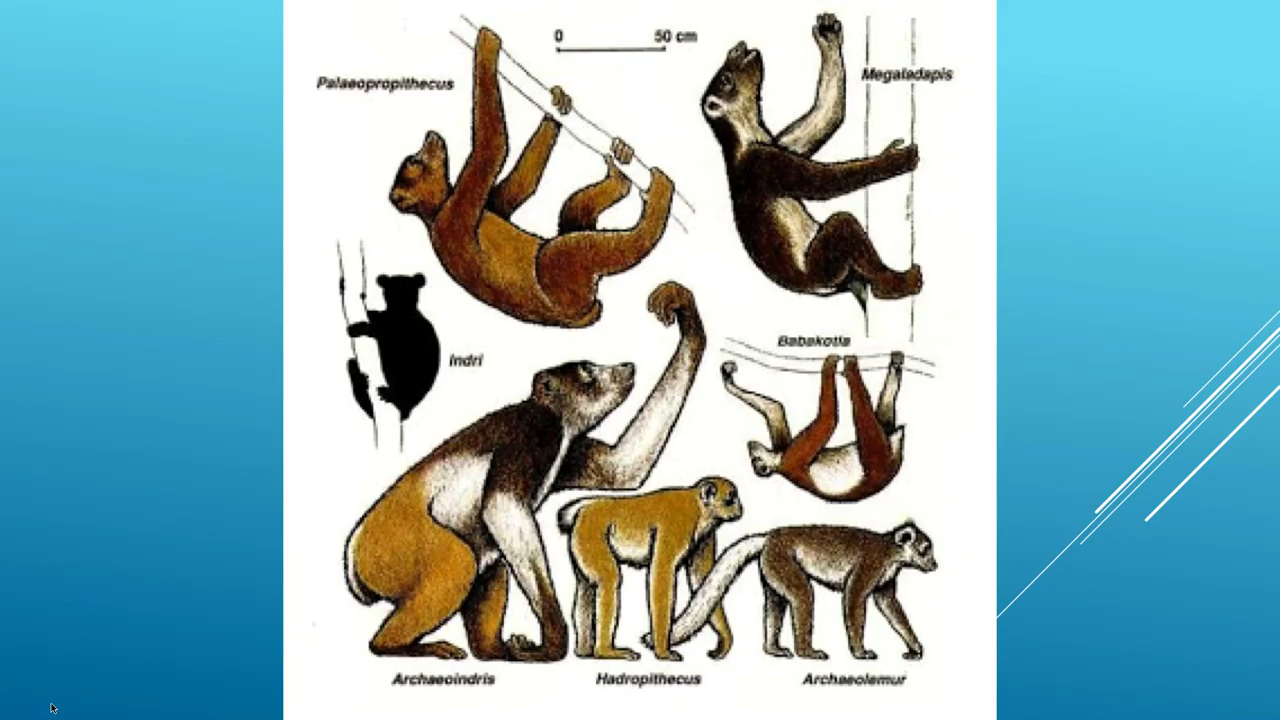 0 50 cm
Palaeopropithecus
Megaladapis
Babakotia
Indri
Archaeoindris
Hadropithecus
Archaeolemur